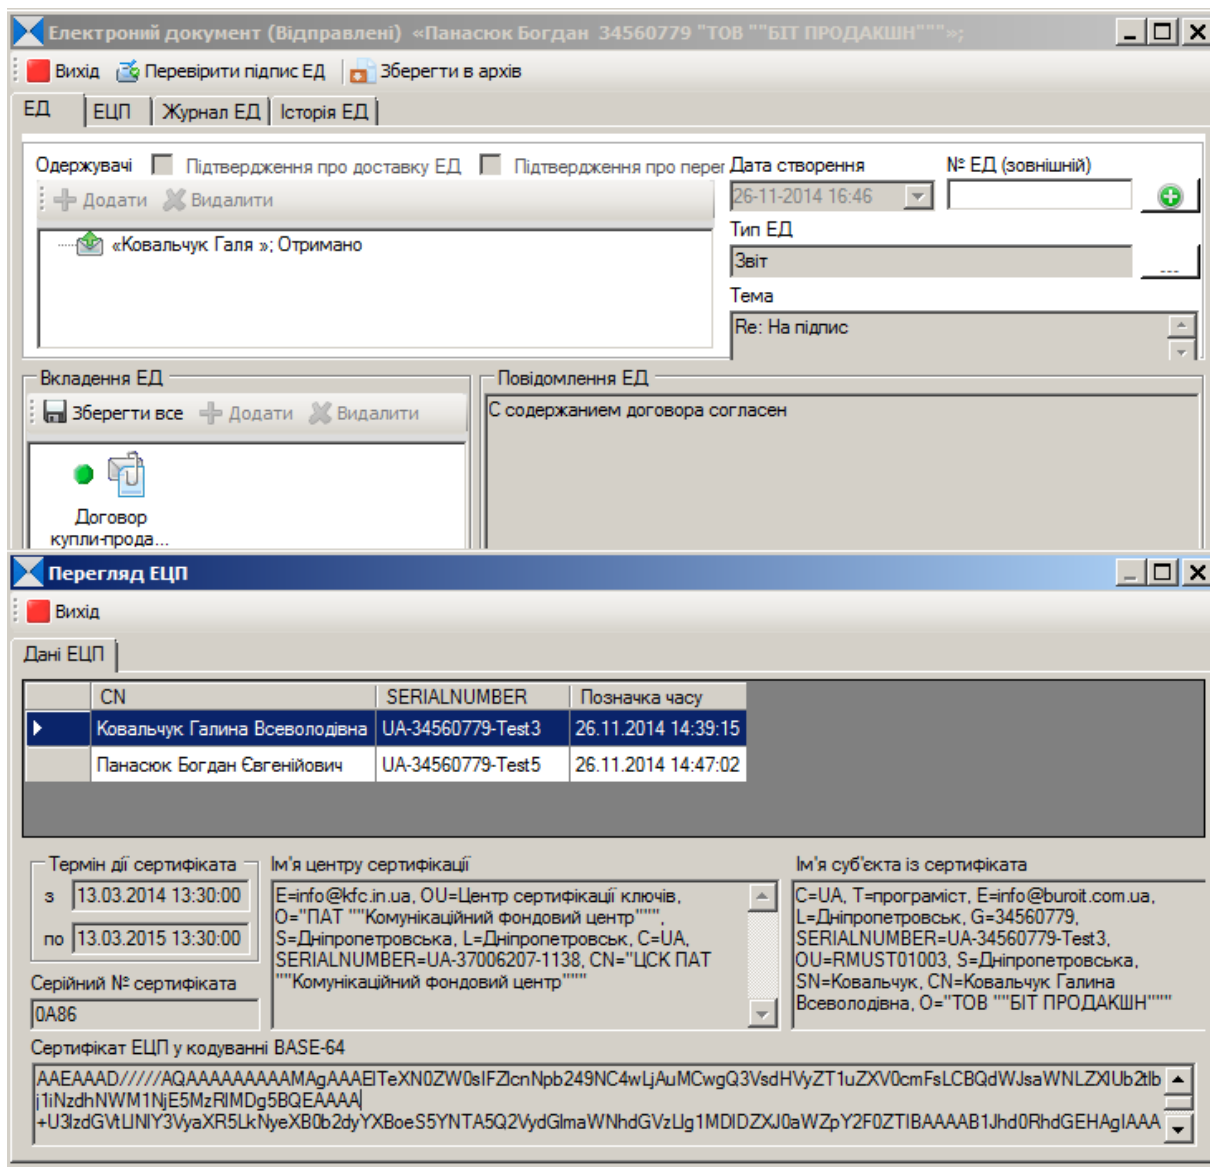 Електроний документ (Відправлені) «Панасюк Богдан 34560779 "ТОВ ""БІТ ПРОДАКШН"""»;
Вихід Перевірити підпис ЕД Зберегти в архів
ЕД ЕЦП Журнал ЕД Історія ЕД
Одержувачі Підтвердження про доставку ЕД Підтвердження про перег
Дата створення № ЕД (зовнішній)
Додати Видалити
26-11-2014 16:46
«Ковальчук Галя »; Отримано
Тип ЕД
Звіт
...
Тема
Re: На підпис
Вкладення ЕД
Повідомлення ЕД
Зберегти все Додати Видалити
С содержанием договора согласен
Договор
купли-прода...
Перегляд ЕЦП
Вихід
Дані ЕЦП
CN SERIALNUMBER Позначка часу
Ковальчук Галина Всеволодівна UA-34560779-Test3 26.11.2014 14:39:15
Панасюк Богдан Євгенійович UA-34560779-Test5 26.11.2014 14:47:02
Термін дії сертифіката
з 13.03.2014 13:30:00
по 13.03.2015 13:30:00
Серійний № сертифіката
0A86
Ім'я центру сертифікації
E=info@kfc.in.ua, OU=Центр сертифікації ключів,
O="ПАТ ""Комунікаційний фондовий центр""",
S=Дніпропетровська, L=Дніпропетровськ, C=UA,
SERIALNUMBER=UA-37006207-1138, CN="ЦСК ПАТ
""Комунікаційний фондовий центр"""
Ім'я суб'єкта із сертифіката
C=UA, T=програміст, E=info@buroit.com.ua,
L=Дніпропетровськ, G=34560779,
SERIALNUMBER=UA-34560779-Test3,
OU=RMUST01003, S=Дніпропетровська,
SN=Ковальчук, CN=Ковальчук Галина
Всеволодівна, O="ТОВ ""БІТ ПРОДАКШН"""
Сертифікат ЕЦП у кодуванні BASE-64
AAEAAAD/////AQAAAAAAAAAMAgAAAElTeXN0ZW0sIFZlcnNpb249NC4wLjAuMCwgQ3VsdHVyZT1uZXV0cmFsLCBQdWJsaWNLZXlUb2tlb
j1iNzdhNWM1NjE5MzRlMDg5BQEAAAA
+U3lzdGVtLlNlY3VyaXR5LkNyeXB0b2dyYXBoeS5YNTA5Q2VydGlmaWNhdGVzLlg1MDlDZXJ0aWZpY2F0ZTIBAAAAB1Jhd0RhdGEHAgIAAA